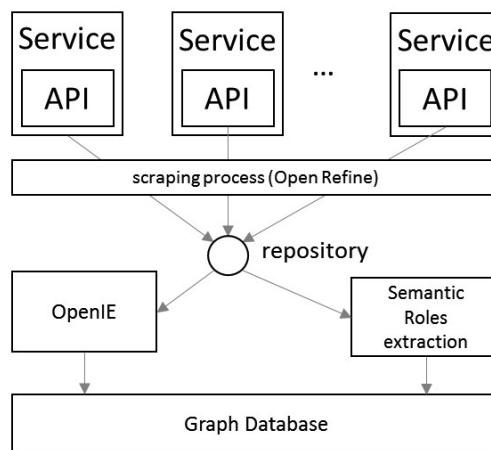 Service
API
Service
API
...
Service
API
scraping process (Open Refine)
repository
OpenIE
Semantic
Roles
extraction
Graph Database